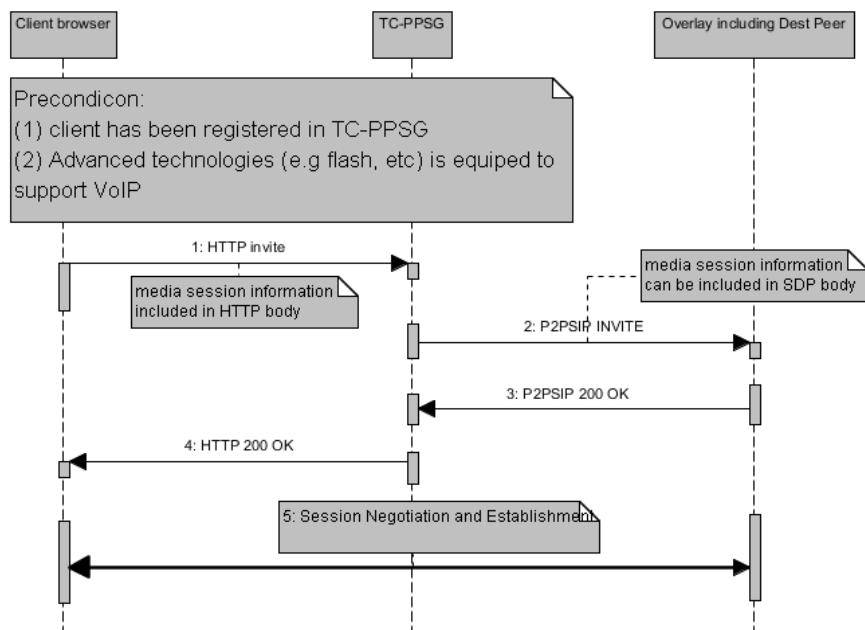 Client browser
TC-PPSG
Overlay including Dest Peer
Precondicon:
(1) client has been registered in TC-PPSG
(2) Advanced technologies (e.g flash, etc) is equiped to
support VoIP
1: HTTP invite
media session information
included in HTTP body
media session information
can be included in SDP body
2: P2PSIP INVITE
3: P2PSIP 200 OK
4: HTTP 200 OK
5: Session Negotiation and Establishment